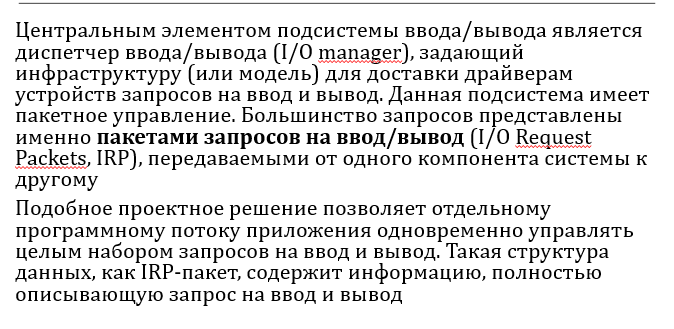 Центральным элементом подсистемы ввода/вывода является
диспетчер ввода/вывода (I/O manager), задающий
инфраструктуру (или модель) для доставки драйверам
устройств запросов на ввод и вывод. Данная подсистема имеет
пакетное управление. Большинство запросов представлены
именно пакетами запросов на ввод/вывод (I/O Request
Packets, IRP), передаваемыми от одного компонента системы к
другому
Подобное проектное решение позволяет отдельному
программному потоку приложения одновременно управлять
целым набором запросов на ввод и вывод. Такая структура
данных, как IRP-пакет, содержит информацию, полностью
описывающую запрос на ввод и вывод